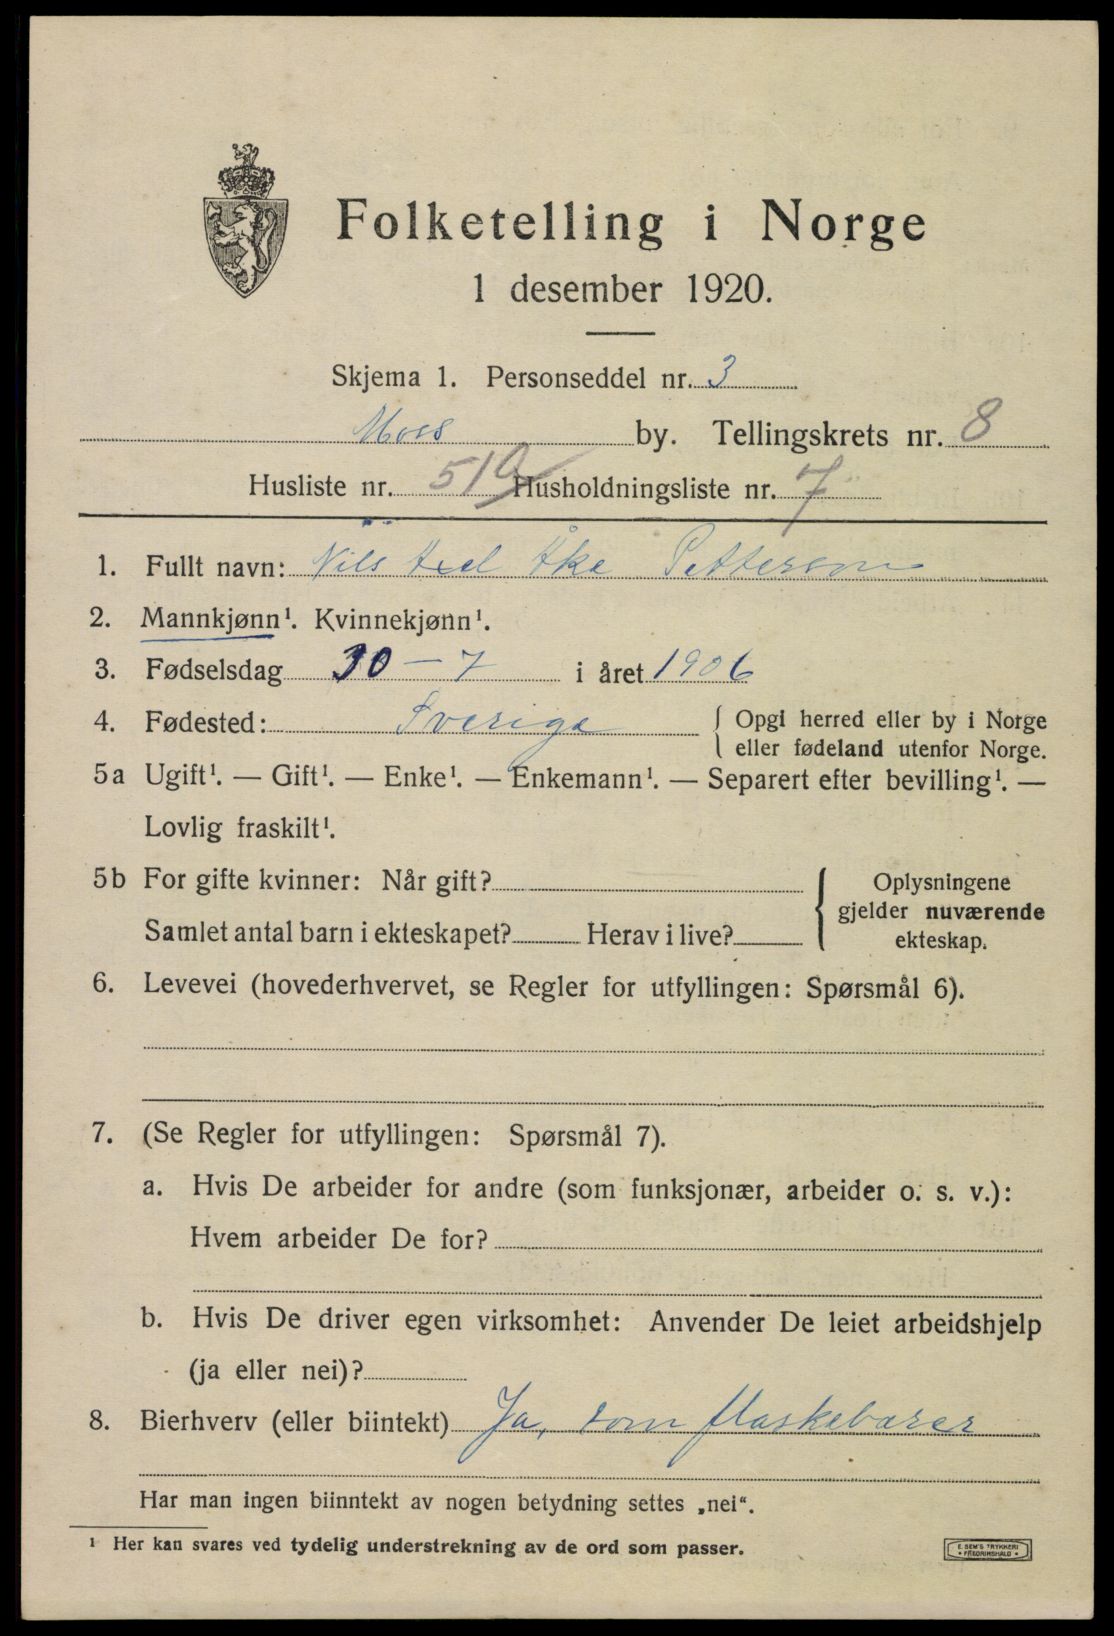 Folketelling i Norge
1 desember 1920.
Skjema 1. Personseddel nr. 3
Moss by. Tellingskrets nr. 8
Husliste nr. 519 Husholdningsliste nr. 7
1. Fullt navn: Nils Axel Åke Petterson
2. Mannkjønn¹. Kvinnekjønn¹.
3. Fødselsdag 30 - 7 i året 1906
4. Fødested: Sverige { Opgi herred eller by i Norge
eller fødeland utenfor Norge.
5a Ugift¹. — Gift¹. — Enke¹. — Enkemann¹. — Separert efter bevilling¹. —
Lovlig fraskilt¹.
5b For gifte kvinner: Når gift? { Oplysningene
gjelder nuværende
Samlet antal barn i ekteskapet? Herav i live?
ekteskap.
6. Levevei (hovederhvervet, se Regler for utfyllingen: Spørsmål 6).
7. (Se Regler for utfyllingen: Spørsmål 7).
a. Hvis De arbeider for andre (som funksjonær, arbeider o. s. v.):
Hvem arbeider De for?
b. Hvis De driver egen virksomhet: Anvender De leiet arbeidshjelp
(ja eller nei)?
8. Bierhverv (eller biintekt) Ja, som flaskebærer
Har man ingen biinntekt av nogen betydning settes „nei“.
¹ Her kan svares ved tydelig understrekning av de ord som passer.
E. SEM'S TRYKKERI
FREDRIKSHALD